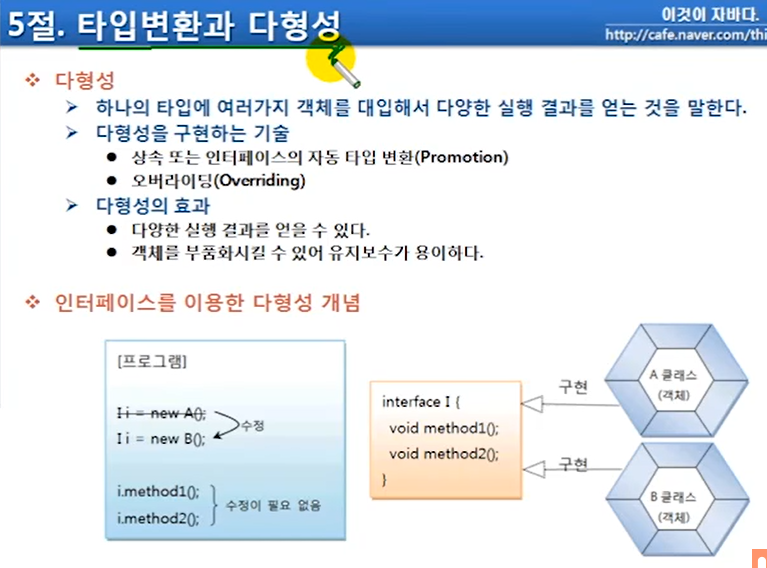 5절. 타입변환과 다형성
이것이 자바다.
http://cafe.naver.com/thi
❖ 다형성
➢ 하나의 타입에 여러가지 객체를 대입해서 다양한 실행 결과를 얻는 것을 말한다.
➢ 다형성을 구현하는 기술
● 상속 또는 인터페이스의 자동 타입 변환(Promotion)
● 오버라이딩(Overriding)
➢ 다형성의 효과
● 다양한 실행 결과를 얻을 수 있다.
● 객체를 부품화시킬 수 있어 유지보수가 용이하다.
❖ 인터페이스를 이용한 다형성 개념
[프로그램]
I i = new A();
I i = new B();
수정
i.method1();
i.method2();
수정이 필요 없음
interface I {
void method1();
void method2();
}
구현
구현
A 클래스
(객체)
B 클래스
(객체)